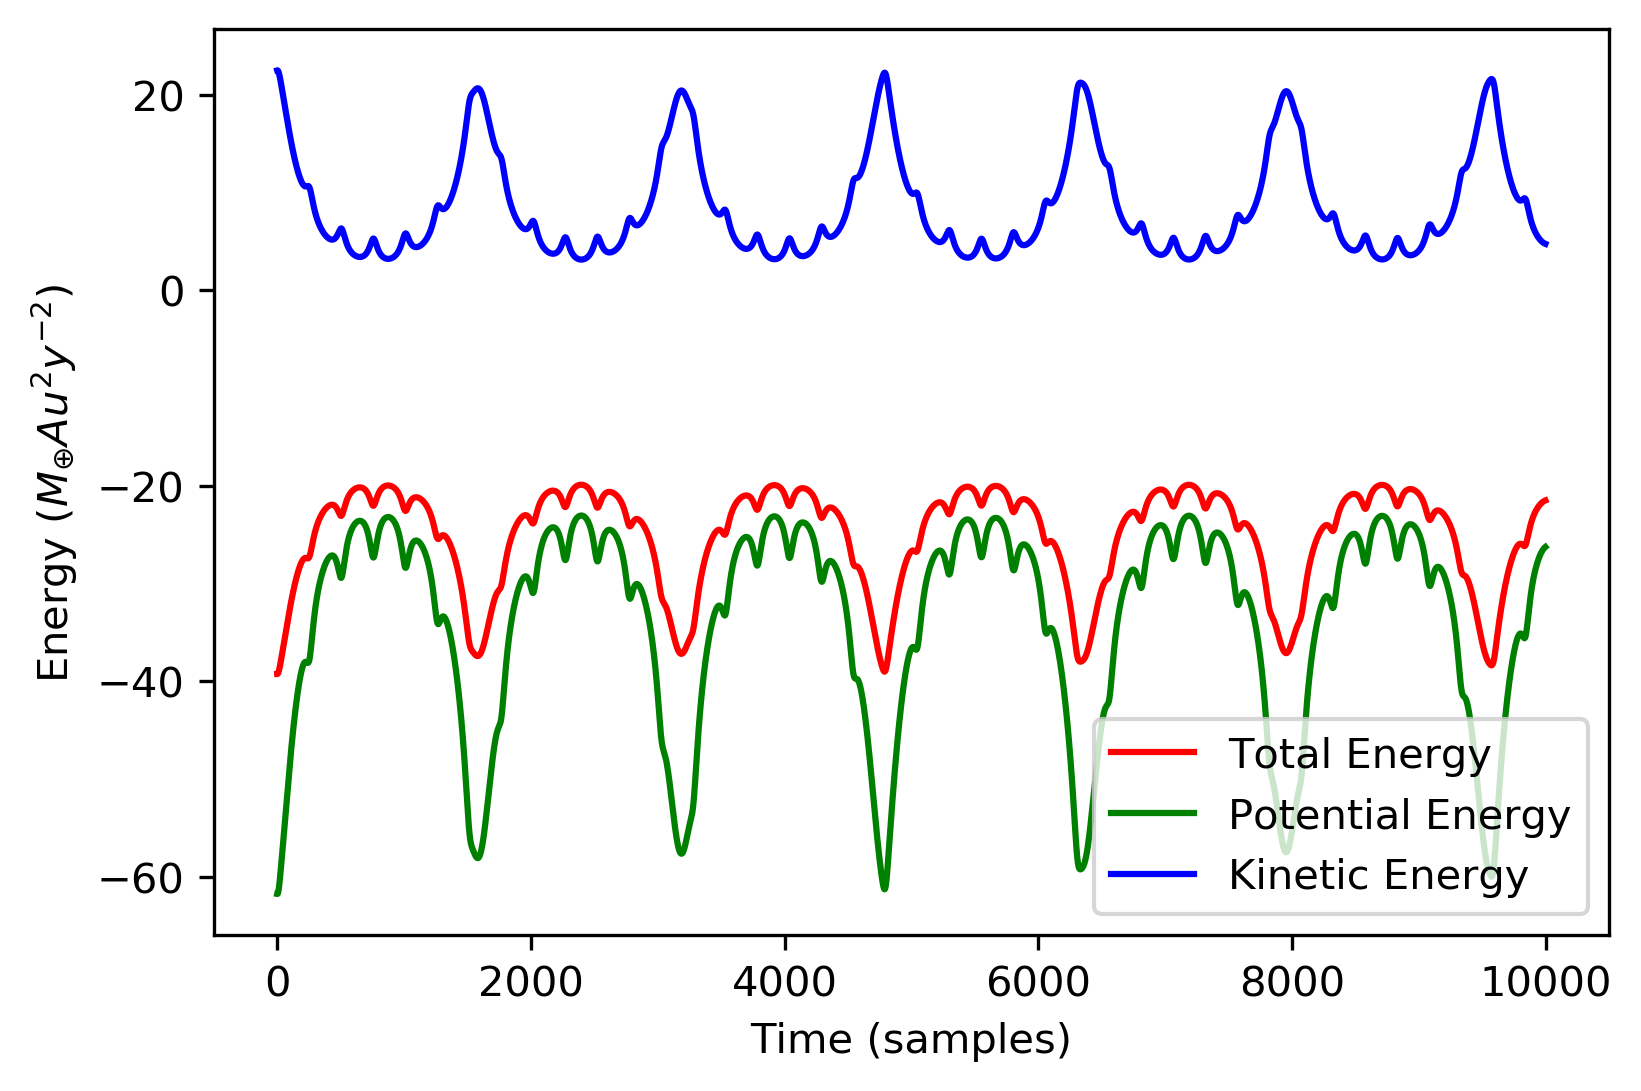 Energy ($M_{\oplus}Au^2y^{-2}$)
20
0
−20
−40
−60
0 2000 4000 6000 8000 10000
Time (samples)
Total Energy
Potential Energy
Kinetic Energy